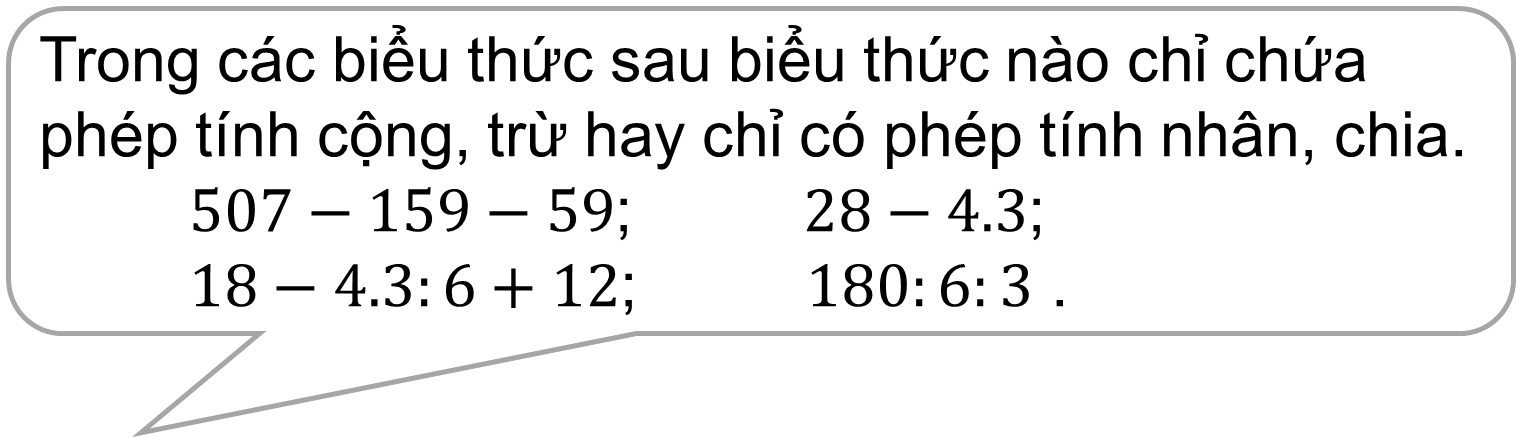 Trong các biểu thức sau biểu thức nào chỉ chứa
phép tính cộng, trừ hay chỉ có phép tính nhân, chia.
507 − 159 − 59; 28 − 4.3;
18 − 4.3: 6 + 12; 180: 6: 3 .